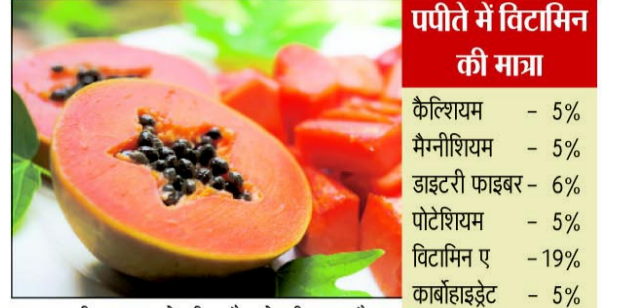 पपीते में विटामिन
की मात्रा
कैल्शियम - 5%
मैग्नीशियम - 5%
डाइटरी फाइबर - 6%
पोटेशियम - 5%
विटामिन ए - 19%
कार्बोहाइड्रेट - 5%